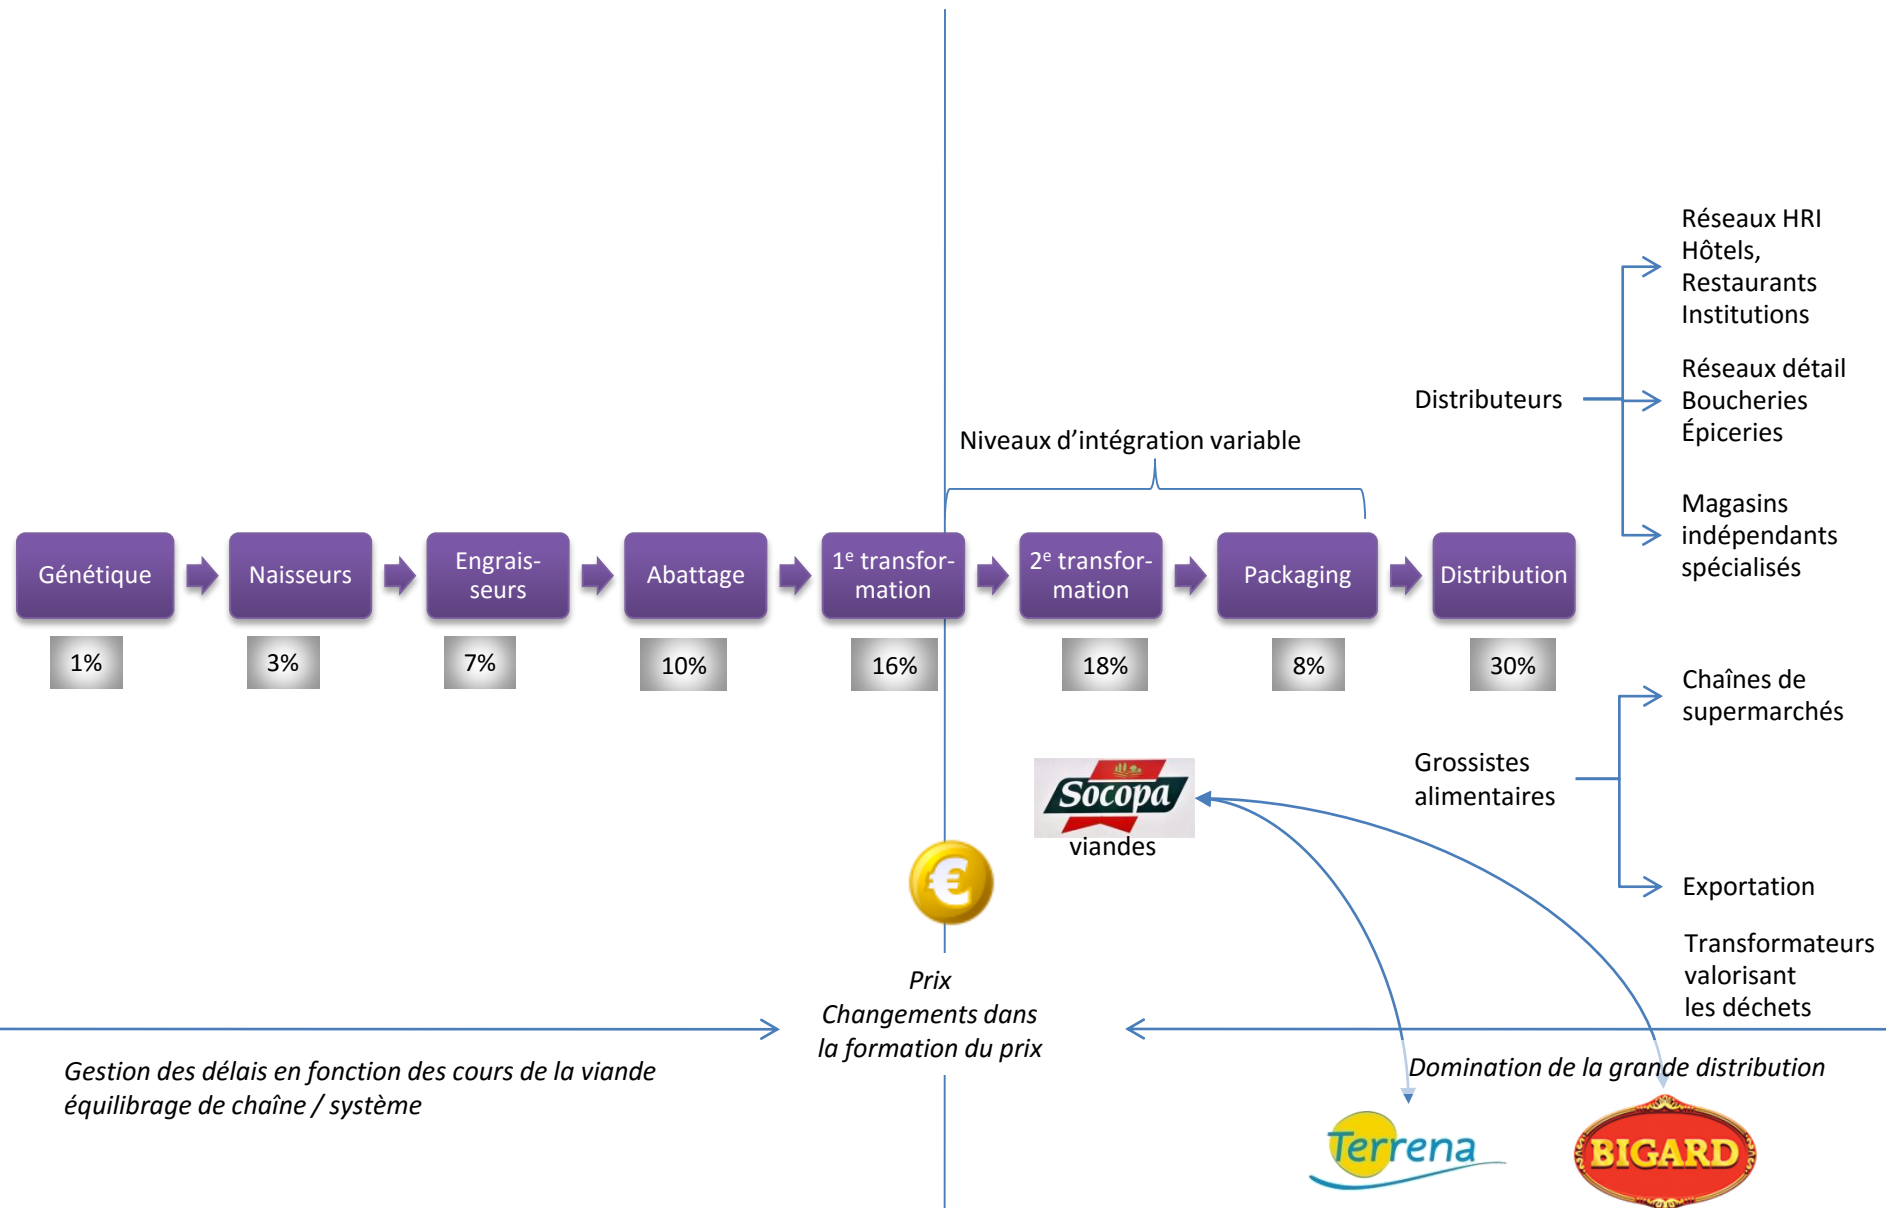 Réseaux HRI
Hôtels,
Restaurants
Institutions
Distributeurs
Réseaux détail
Boucheries
Épiceries
Magasins
indépendants
spécialisés
Niveaux d’intégration variable
Génétique
Naisseurs
Engrais-
seurs
Abattage
1e transfor-
mation
2e transfor-
mation
Packaging
Distribution
1%
3%
7%
10%
16%
18%
8%
30%
Grossistes
alimentaires
Chaînes de
supermarchés
Exportation
Transformateurs
valorisant
les déchets
Socopa
viandes
€
Prix
Changements dans
la formation du prix
Gestion des délais en fonction des cours de la viande
équilibrage de chaîne / système
Domination de la grande distribution
Terrena
BIGARD